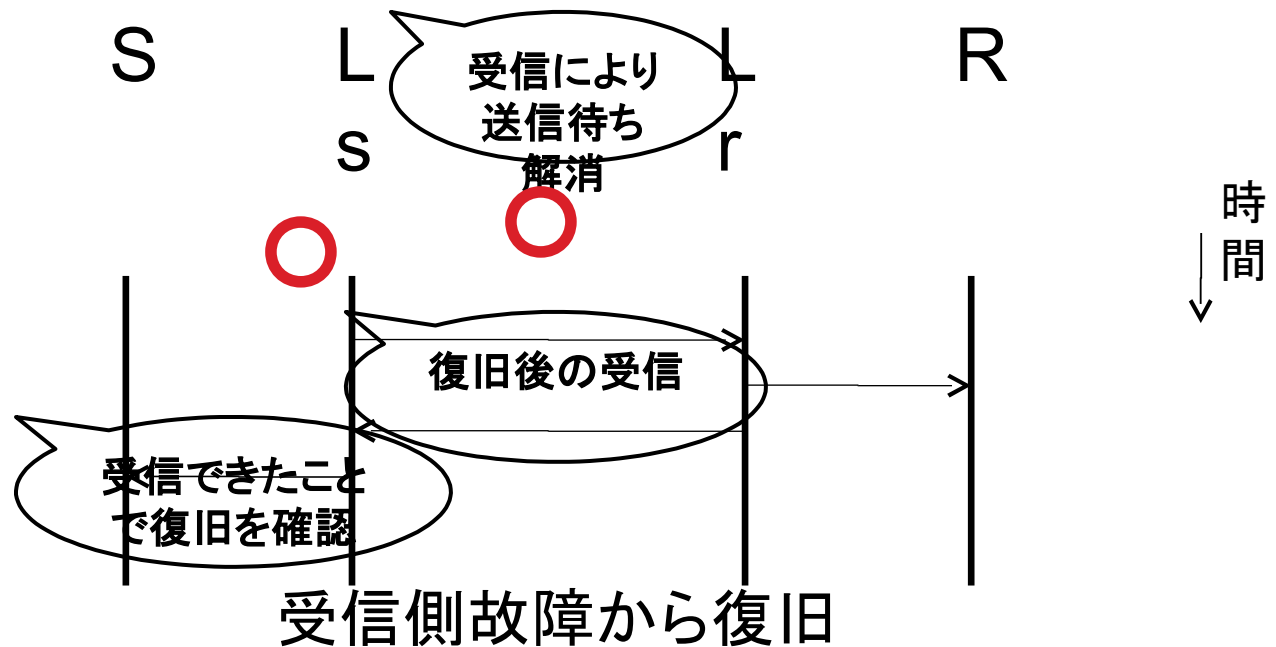 S
L
s
受信により
送信待ち
解消
L
r
R
時
間
復旧後の受信
受信できたこと
で復旧を確認
受信側故障から復旧